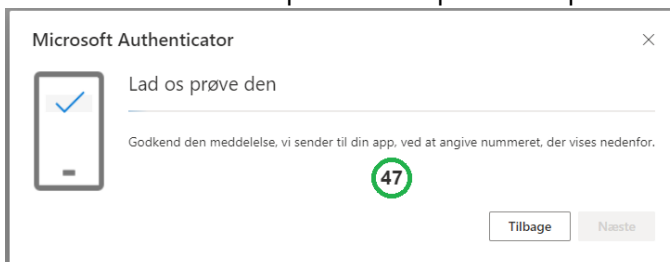 Microsoft Authenticator
Lad os prøve den
Godkend den meddelelse, vi sender til din app, ved at angive nummeret, der vises nedenfor.
47
Tilbage
Næste